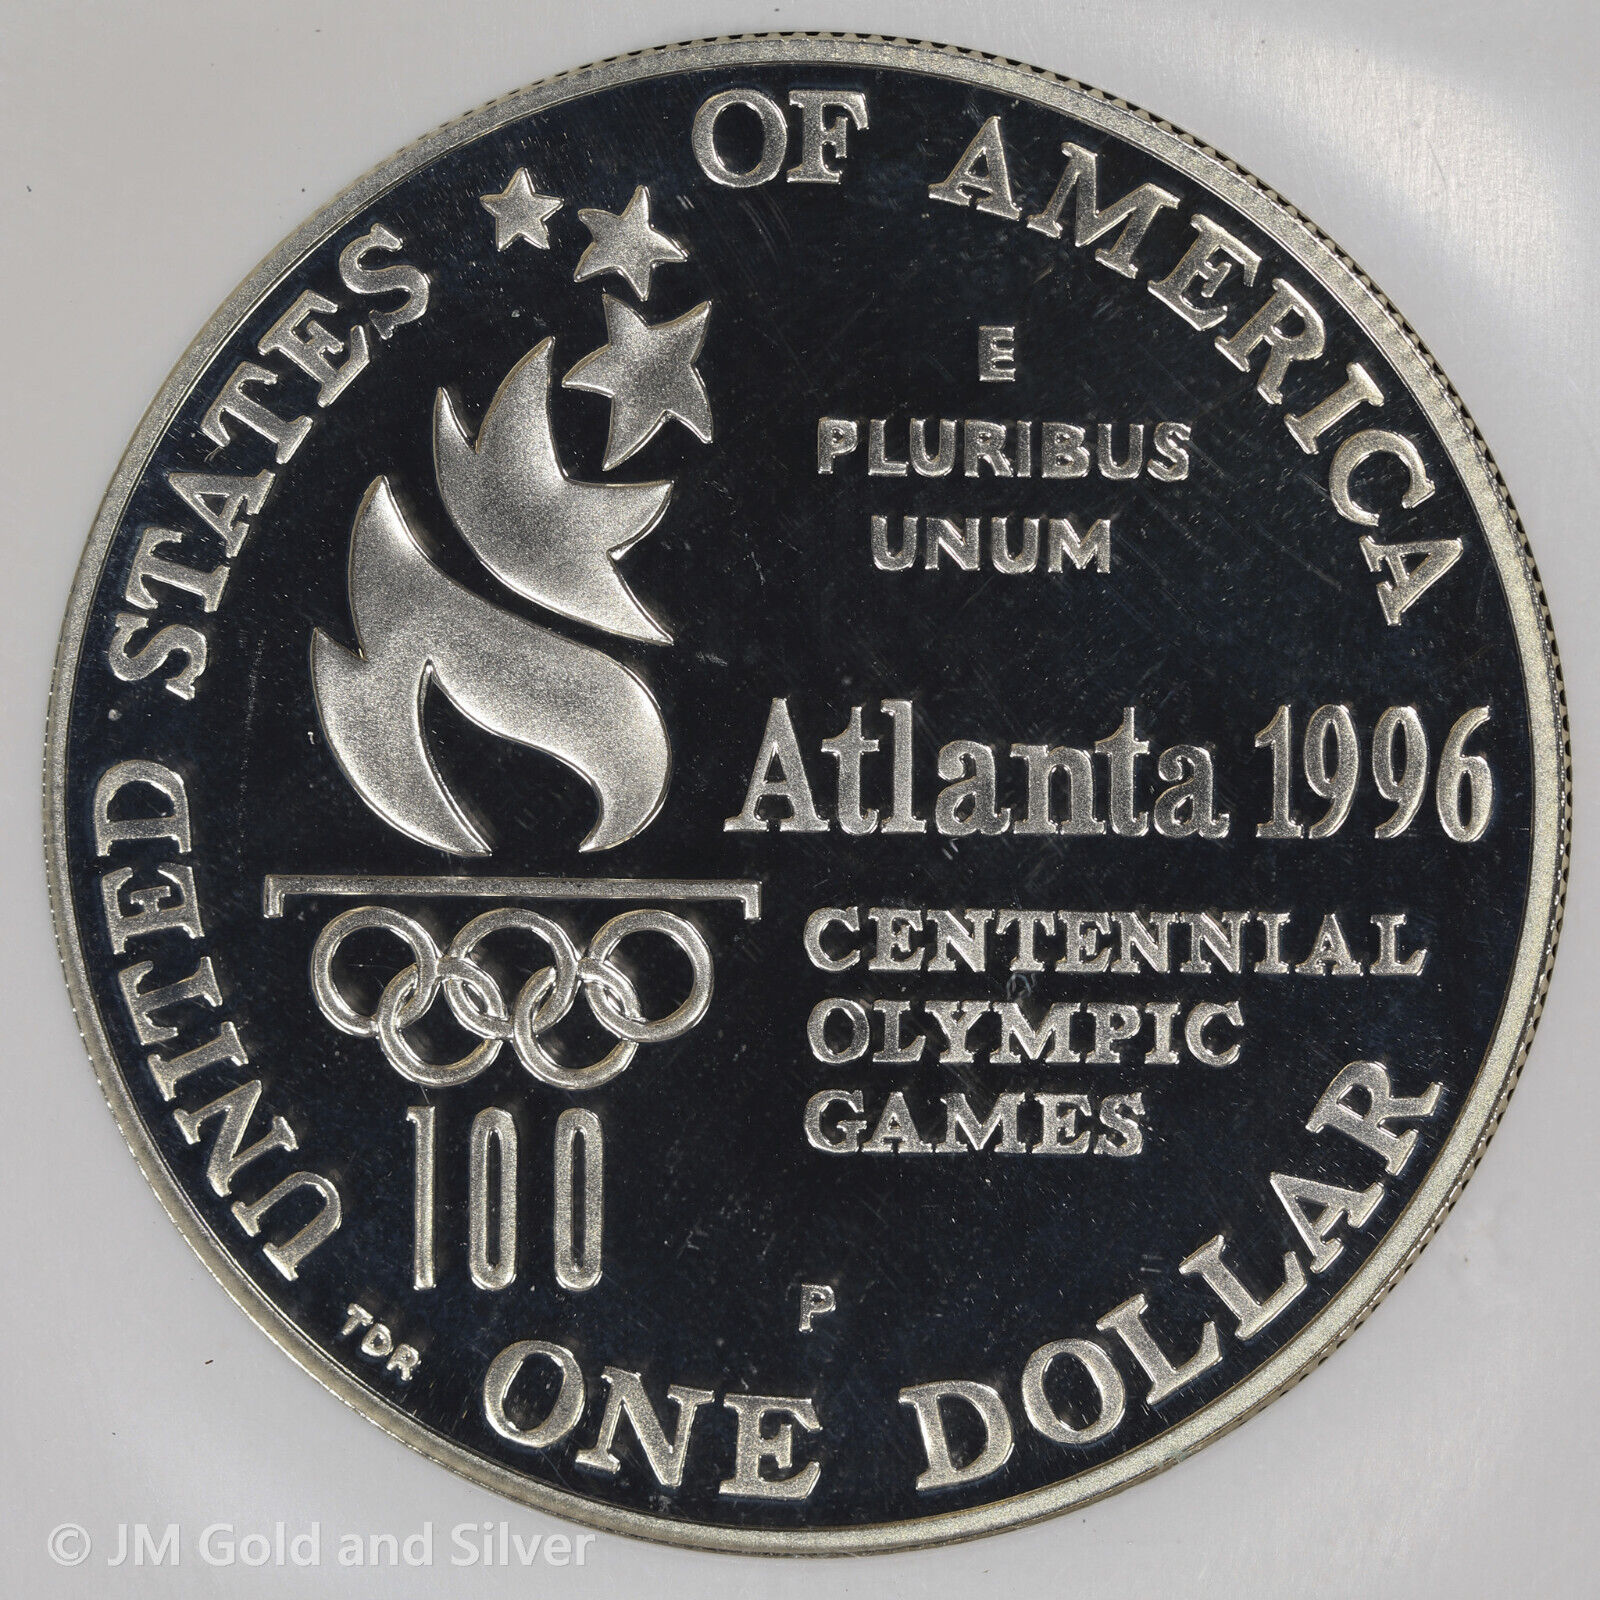 UNITED STATES OF AMERICA
E
PLURIBUS
UNUM
Atlanta 1996
CENTENNIAL
OLYMPIC
GAMES
100
P
TDR
ONE DOLLAR
© JM Gold and Silver